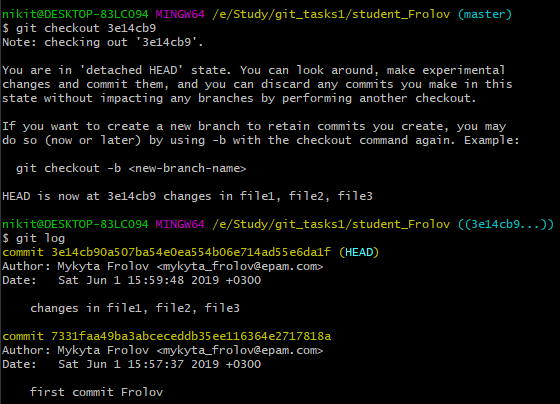 nikit@DESKTOP-83LCO94 MINGW64 /e/Study/git_tasks1/student_Frolov (master)
$ git checkout 3e14cb9
Note: checking out '3e14cb9'.

You are in 'detached HEAD' state. You can look around, make experimental
changes and commit them, and you can discard any commits you make in this
state without impacting any branches by performing another checkout.

If you want to create a new branch to retain commits you create, you may
do so (now or later) by using -b with the checkout command again. Example:

  git checkout -b <new-branch-name>

HEAD is now at 3e14cb9 changes in file1, file2, file3

nikit@DESKTOP-83LCO94 MINGW64 /e/Study/git_tasks1/student_Frolov ((3e14cb9...))
$ git log
commit 3e14cb90a507ba54e0ea554b06e714ad55e6da1f (HEAD)
Author: Mykyta Frolov <mykyta_frolov@epam.com>
Date:   Sat Jun 1 15:59:48 2019 +0300

    changes in file1, file2, file3

commit 7331faa49ba3abceceddb35ee116364e2717818a
Author: Mykyta Frolov <mykyta_frolov@epam.com>
Date:   Sat Jun 1 15:57:37 2019 +0300

    first commit Frolov